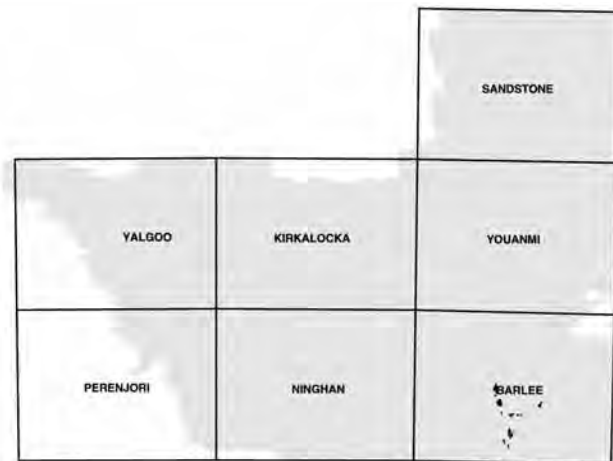 SANDSTONE
YALGOO
KIRKALOCKA
YOUANMI
PERENJORI
NINGHAN
BARLEE